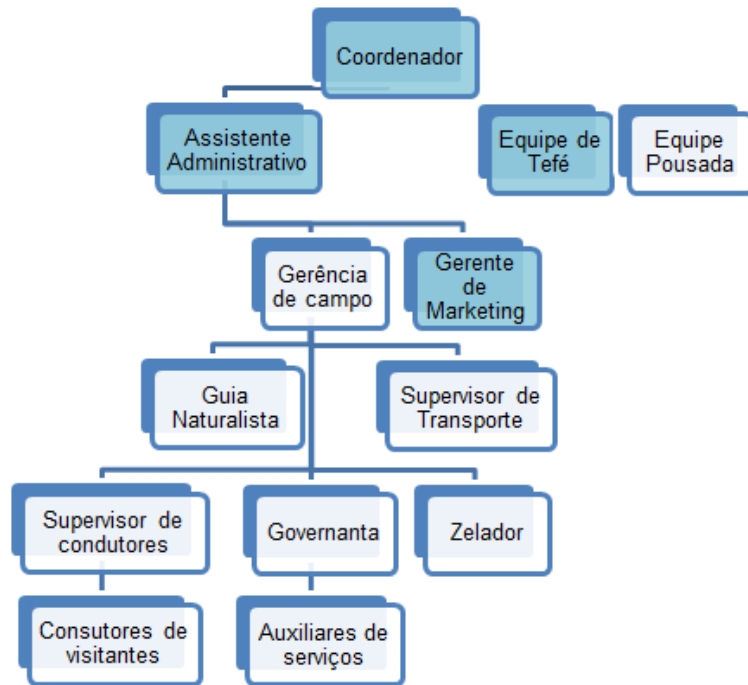 Coordenador
Assistente
Administrativo
Equipe de
Tefé
Equipe
Pousada
Gerência
de campo
Gerente
de
Marketing
Guia
Naturalista
Supervisor de
Transporte
Supervisor de
condutores
Governanta
Zelador
Consutores de
visitantes
Auxiliares de
serviços